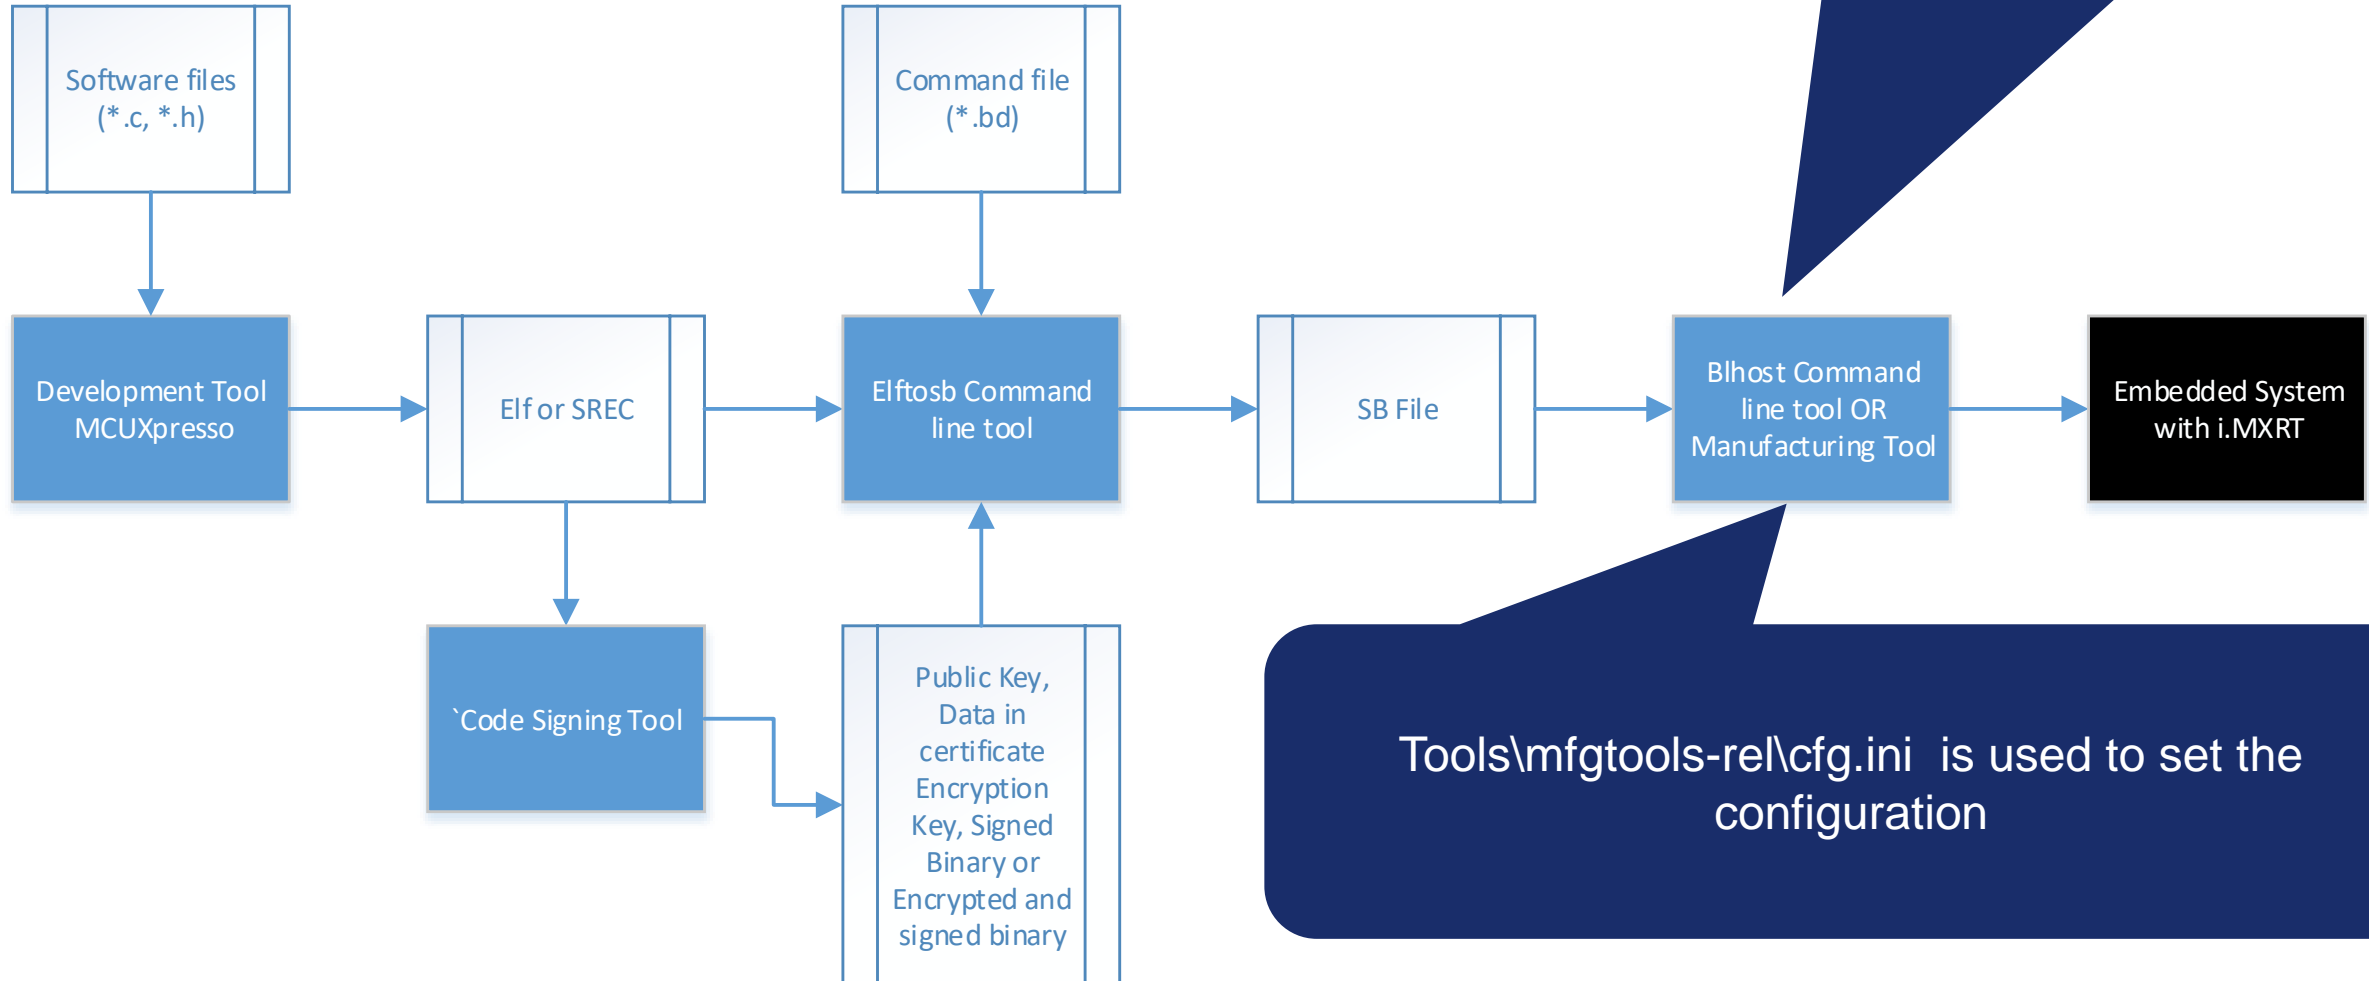 Software files
(*.c, *.h)
Command file
(*.bd)
Development Tool
MCUXpresso
Elf or SREC
Elftosb Command
line tool
SB File
Blhost Command
line tool OR
Manufacturing Tool
Embedded System
with i.MXRT
`Code Signing Tool
Public Key,
Data in
certificate
Encryption
Key, Signed
Binary or
Encrypted and
signed binary
Tools\mfgtools-rel\cfg.ini  is used to set the
configuration